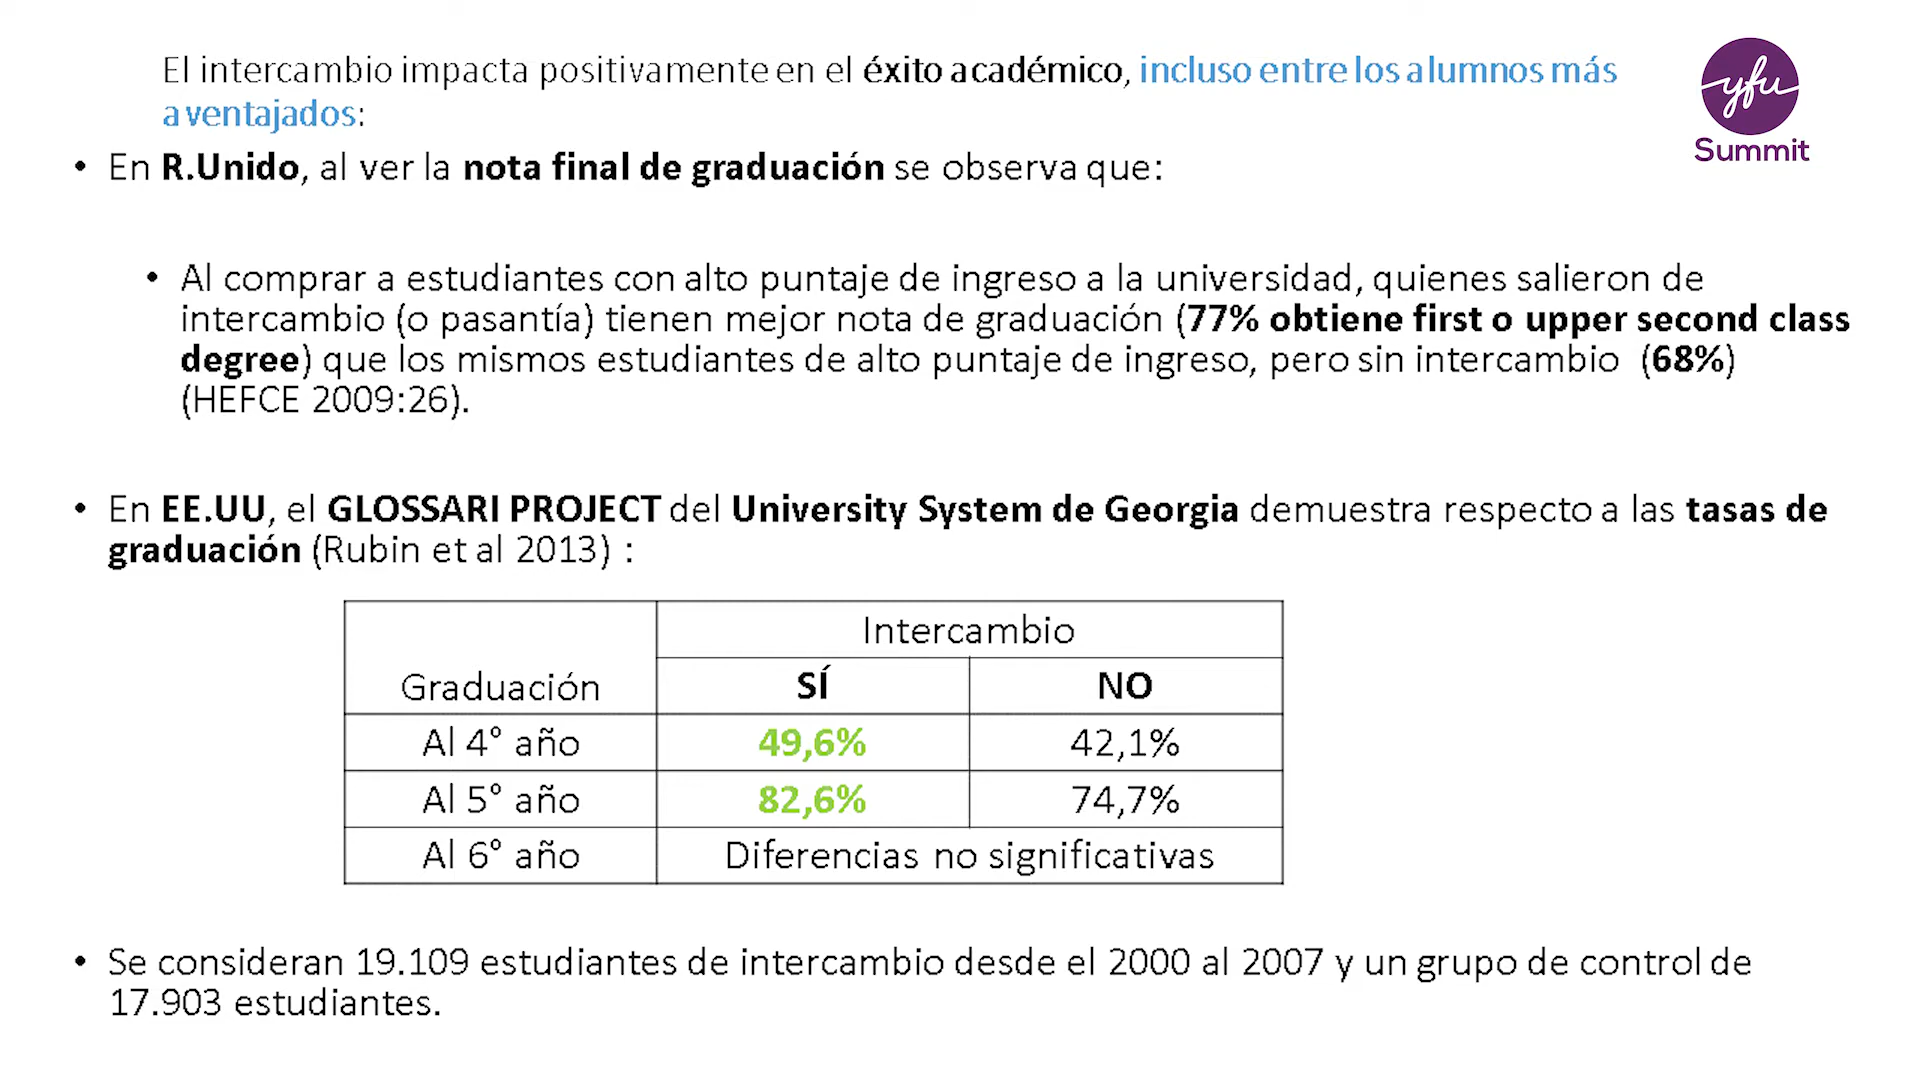 El intercambio impacta positivamente en el éxito académico, incluso entre los alumnos más
aventajados:
yfu
Summit
• En R.Unido, al ver la nota final de graduación se observa que:
• Al comprar a estudiantes con alto puntaje de ingreso a la universidad, quienes salieron de
intercambio (o pasantía) tienen mejor nota de graduación (77% obtiene first o upper second class
degree) que los mismos estudiantes de alto puntaje de ingreso, pero sin intercambio (68%)
(HEFCE 2009:26).
• En EE.UU, el GLOSSARI PROJECT del University System de Georgia demuestra respecto a las tasas de
graduación (Rubin et al 2013) :
Intercambio
Graduación SÍ NO
Al 4° año 49,6% 42,1%
Al 5° año 82,6% 74,7%
Al 6° año Diferencias no significativas
• Se consideran 19.109 estudiantes de intercambio desde el 2000 al 2007 y un grupo de control de
17.903 estudiantes.